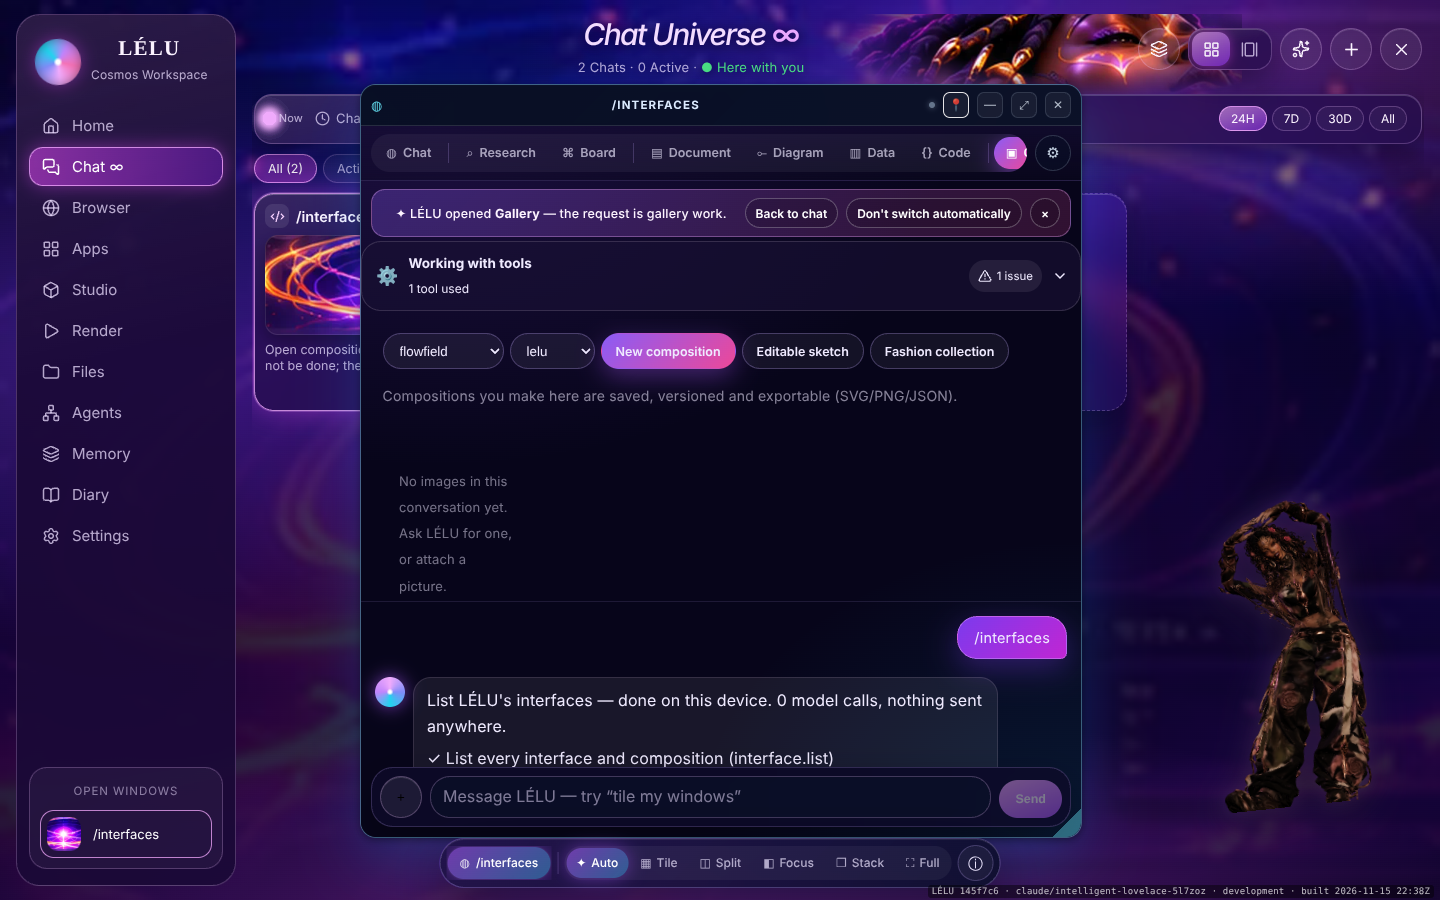 LÉLU
Cosmos Workspace
Home
Chat ∞
Browser
Apps
Studio
Render
Files
Agents
Memory
Diary
Settings
OPEN WINDOWS
/interfaces
Chat Universe ∞
2 Chats · 0 Active · Here with you
Now
24H 7D 30D All
All (2)
Open
not be done; the
/INTERFACES
Chat Research Board Document Diagram Data Code
✦ LÉLU opened Gallery — the request is gallery work. Back to chat Don't switch automatically ×
Working with tools
1 tool used
1 issue
flowfield lelu New composition Editable sketch Fashion collection
Compositions you make here are saved, versioned and exportable (SVG/PNG/JSON).
No images in this
conversation yet.
Ask LÉLU for one,
or attach a
picture.
/interfaces
List LÉLU's interfaces — done on this device. 0 model calls, nothing sent
anywhere.
✓ List every interface and composition (interface.list)
Message LÉLU — try “tile my windows”
Send
/interfaces Auto Tile Split Focus Stack Full
LÉLU 145f7c6 · claude/intelligent-lovelace-5l7zoz · development · built 2026-11-15 22:38Z